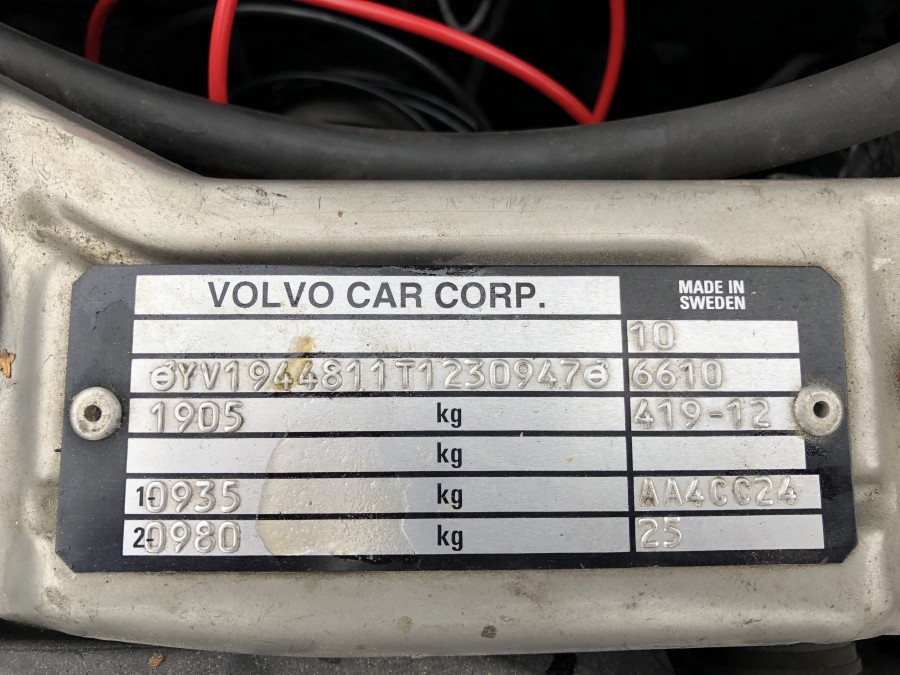 VOLVO CAR CORP. MADE IN SWEDEN
10
YV1944811T1230947 6610
1905 kg 419-12
kg
1-0935 kg AA4CC24
2-0980 kg 25